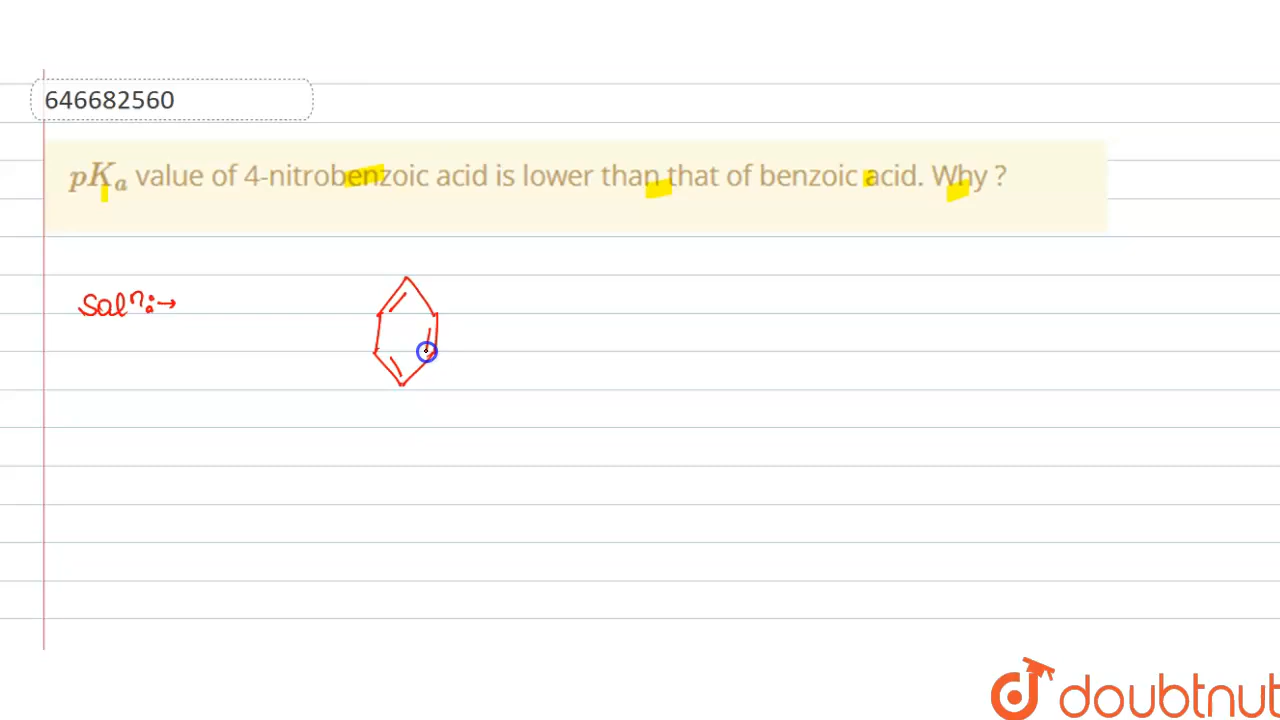 646682560
pKₐ value of 4-nitrobenzoic acid is lower than that of benzoic acid. Why ?
Solⁿ:→
doubtnut